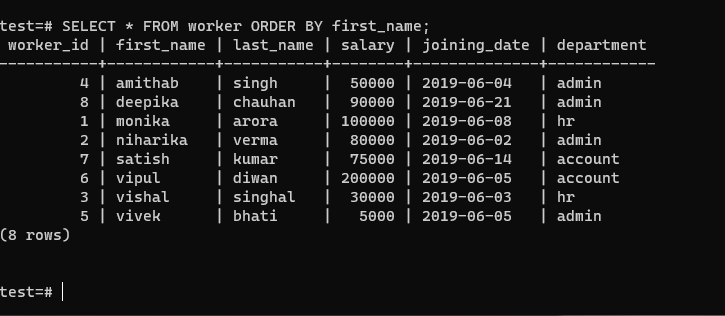 test=# SELECT * FROM worker ORDER BY first_name;
worker_id | first_name | last_name | salary | joining_date | department
-----------+------------+-----------+--------+--------------+------------
4 | amithab | singh | 50000 | 2019-06-04 | admin
8 | deepika | chauhan | 90000 | 2019-06-21 | admin
1 | monika | arora | 100000 | 2019-06-08 | hr
2 | niharika | verma | 80000 | 2019-06-02 | admin
7 | satish | kumar | 75000 | 2019-06-14 | account
6 | vipul | diwan | 200000 | 2019-06-05 | account
3 | vishal | singhal | 30000 | 2019-06-03 | hr
5 | vivek | bhati | 5000 | 2019-06-05 | admin
(8 rows)
test=#